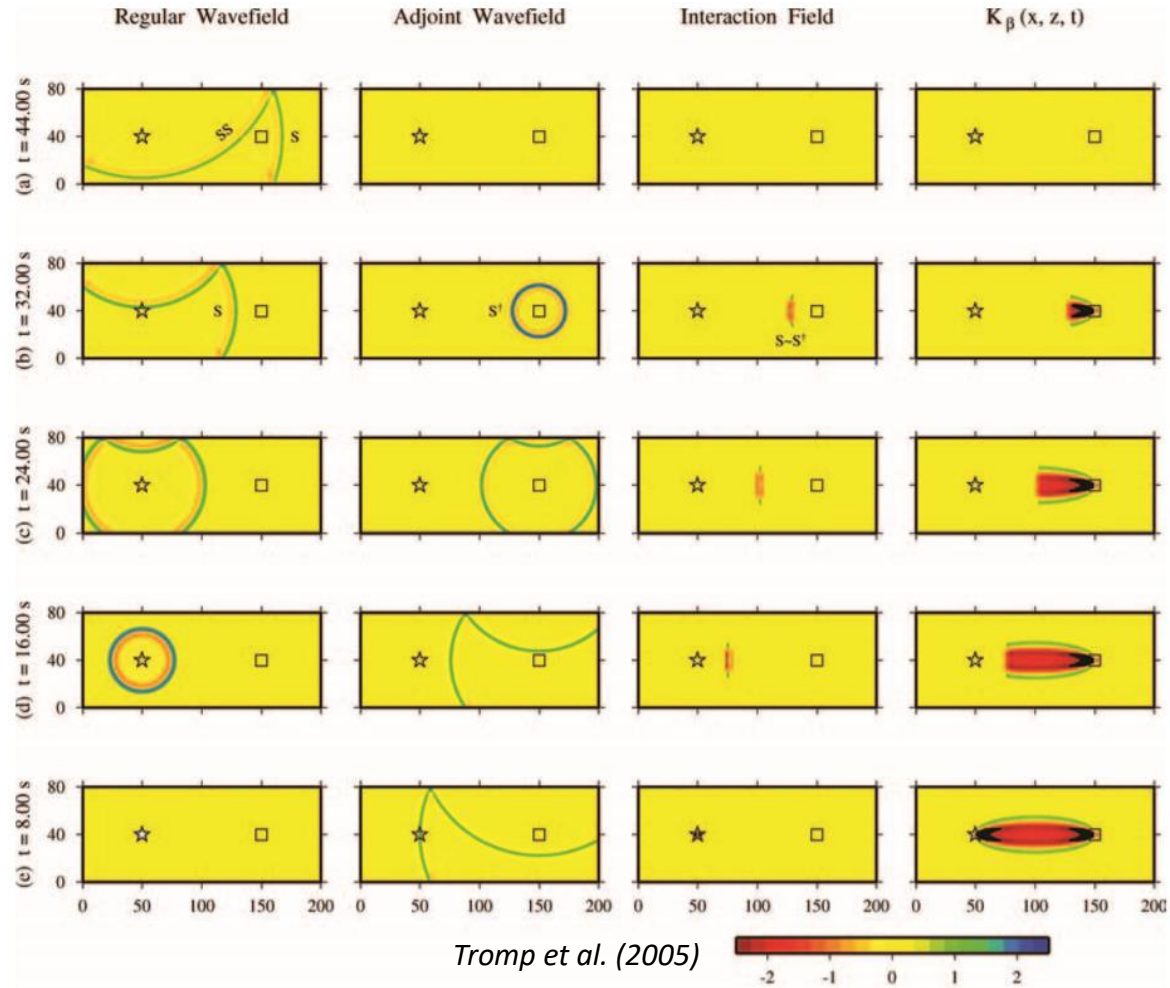 Regular Wavefield Adjoint Wavefield Interaction Field K β (x, z, t)
(a) t = 44.00 s
80
40
0
SS
S
(b) t = 32.00 s
80
40
0
S
S†
S~S†
(c) t = 24.00 s
80
40
0
(d) t = 16.00 s
80
40
0
(e) t = 8.00 s
80
40
0
0 50 100 150 200 0 50 100 150 200 0 50 100 150 200 0 50 100 150 200
Tromp et al. (2005)
-2 -1 0 1 2